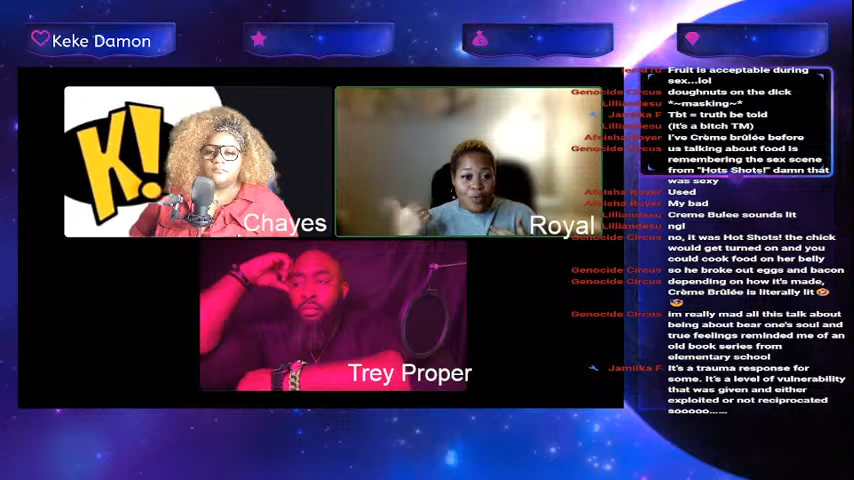 Keke Damon
K!
Chayes
Royal
Trey Proper
Fruit is acceptable during
sex...lol
Genocide Circus doughnuts on the dick
Lilliandesu *~masking~*
Jamiika F Tbt = truth be told
Lilliandesu (It's a bitch TM)
Afeisha Royer I've Crème brûlée before
Genocide Circus us talking about food is
remembering the sex scene
from "Hots Shots!" damn that
was sexy
Afeisha Royer Used
Afeisha Royer My bad
Lilliandesu Creme Bulee sounds lit
Lilliandesu ngl
Genocide Circus no, it was Hot Shots! the chick
would get turned on and you
could cook food on her belly
Genocide Circus so he broke out eggs and bacon
Genocide Circus depending on how it's made,
Crème Brûlée is literally lit 🤣
Genocide Circus im really mad all this talk about
being about bear one's soul and
true feelings reminded me of an
old book series from
elementary school
Jamiika F It's a trauma response for
some. It's a level of vulnerability
that was given and either
exploited or not reciprocated
sooooo......